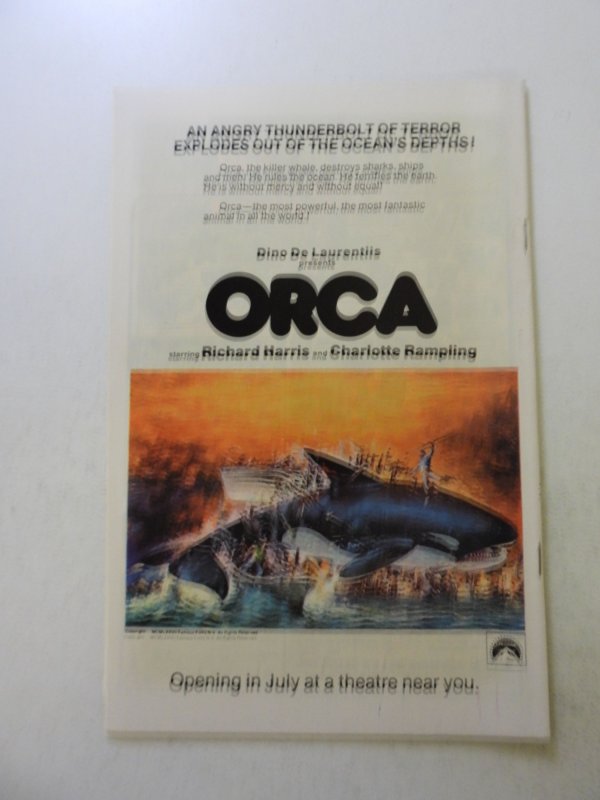 AN ANGRY THUNDERBOLT OF TERROR
EXPLODES OUT OF THE OCEAN'S DEPTHS!
Orca, the killer whale, destroys sharks, ships
and men! He rules the ocean. He terrifies the earth.
He is without mercy and without equal!
Orca—the most powerful, the most fantastic
animal in all the world!
Dino De Laurentiis
presents
ORCA
starring Richard Harris and Charlotte Rampling
All Rights Reserved
Opening in July at a theatre near you.